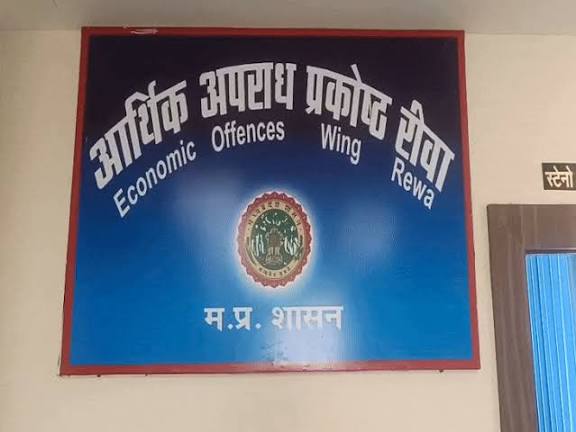 आर्थिक अपराध प्रकोष्ठ रीवा
Economic Offences Wing Rewa
म.प्र. शासन
स्टेनो